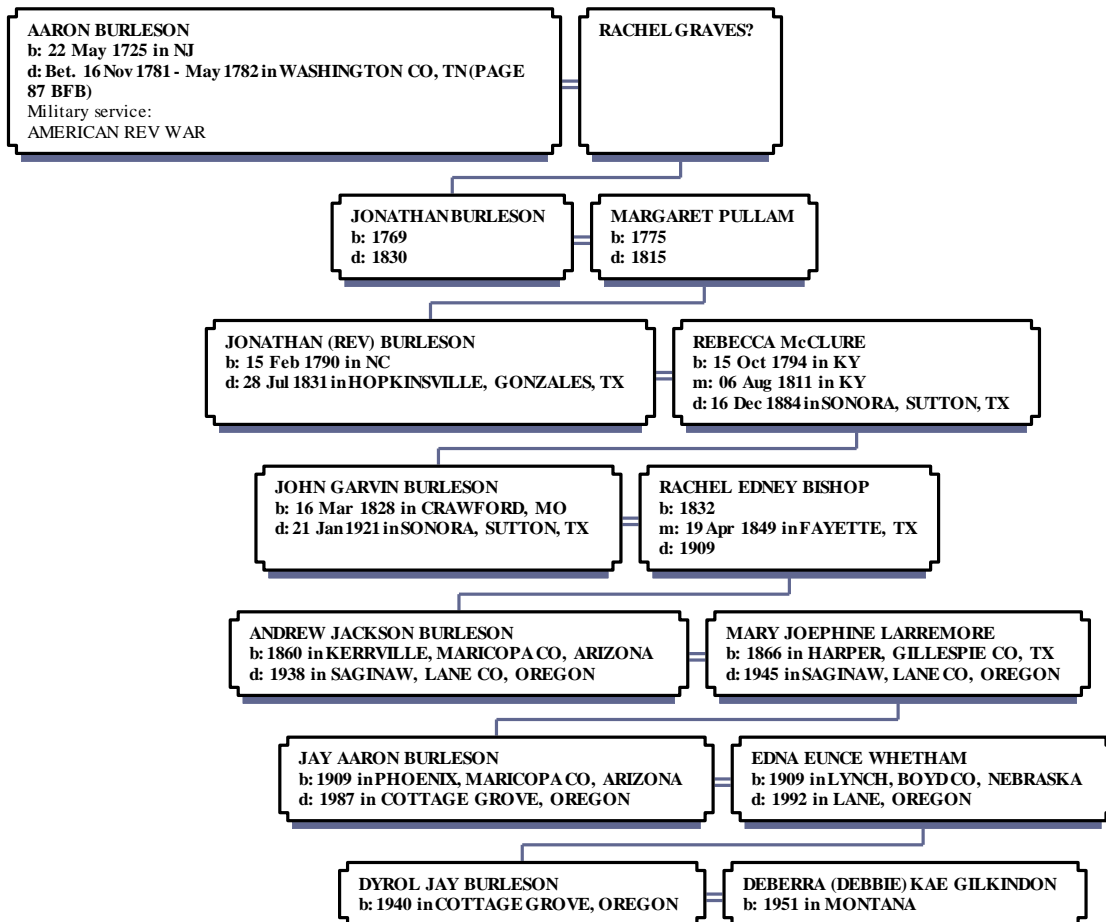 AARON BURLESON
b: 22 May 1725 in NJ
d: Bet. 16 Nov 1781 - May 1782 in WASHINGTON CO, TN (PAGE
87 BFB)
Military service:
AMERICAN REV WAR
RACHEL GRAVES?
JONATHAN BURLESON
b: 1769
d: 1830
MARGARET PULLAM
b: 1775
d: 1815
JONATHAN (REV) BURLESON
b: 15 Feb 1790 in NC
d: 28 Jul 1831 in HOPKINSVILLE, GONZALES, TX
REBECCA McCLURE
b: 15 Oct 1794 in KY
m: 06 Aug 1811 in KY
d: 16 Dec 1884 in SONORA, SUTTON, TX
JOHN GARVIN BURLESON
b: 16 Mar 1828 in CRAWFORD, MO
d: 21 Jan 1921 in SONORA, SUTTON, TX
RACHEL EDNEY BISHOP
b: 1832
m: 19 Apr 1849 in FAYETTE, TX
d: 1909
ANDREW JACKSON BURLESON
b: 1860 in KERRVILLE, MARICOPA CO, ARIZONA
d: 1938 in SAGINAW, LANE CO, OREGON
MARY JOEPHINE LARREMORE
b: 1866 in HARPER, GILLESPIE CO, TX
d: 1945 in SAGINAW, LANE CO, OREGON
JAY AARON BURLESON
b: 1909 in PHOENIX, MARICOPA CO, ARIZONA
d: 1987 in COTTAGE GROVE, OREGON
EDNA EUNCE WHETHAM
b: 1909 in LYNCH, BOYD CO, NEBRASKA
d: 1992 in LANE, OREGON
DYROL JAY BURLESON
b: 1940 in COTTAGE GROVE, OREGON
DEBERRA (DEBBIE) KAE GILKINDON
b: 1951 in MONTANA